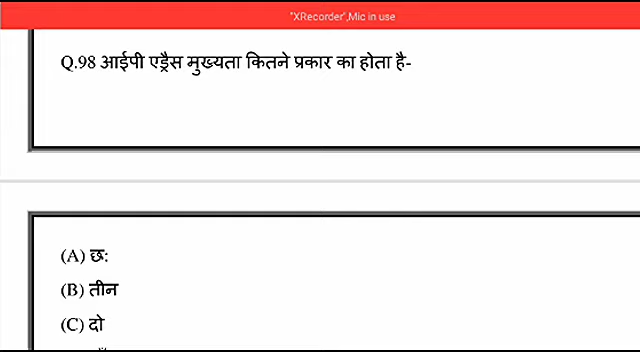 "XRecorder",Mic in use
Q.98 आईपी एड्रैस मुख्यता कितने प्रकार का होता है-
(A) छ:
(B) तीन
(C) दो